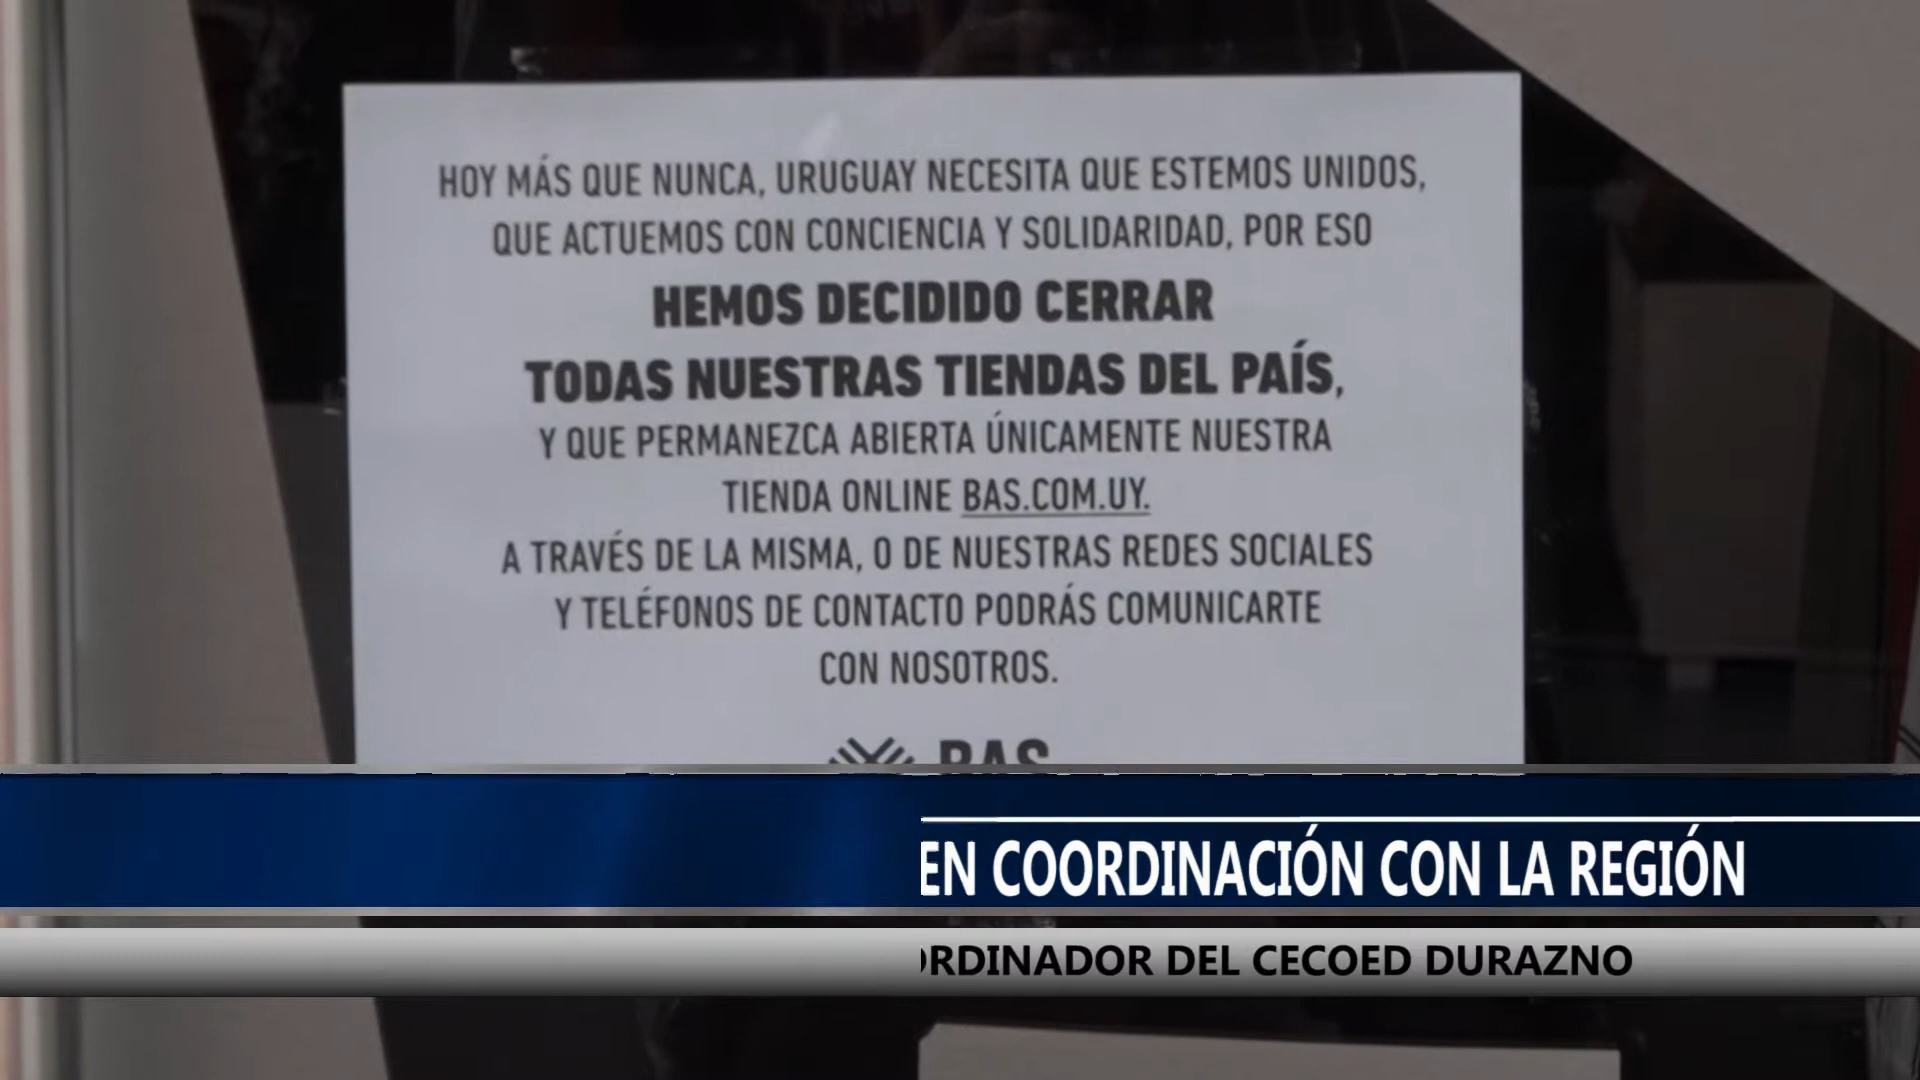 HOY MÁS QUE NUNCA, URUGUAY NECESITA QUE ESTEMOS UNIDOS,
QUE ACTUEMOS CON CONCIENCIA Y SOLIDARIDAD, POR ESO
HEMOS DECIDIDO CERRAR
TODAS NUESTRAS TIENDAS DEL PAÍS,
Y QUE PERMANEZCA ABIERTA ÚNICAMENTE NUESTRA
TIENDA ONLINE BAS.COM.UY.
A TRAVÉS DE LA MISMA, O DE NUESTRAS REDES SOCIALES
Y TELÉFONOS DE CONTACTO PODRÁS COMUNICARTE
CON NOSOTROS.
BAS
EN COORDINACIÓN CON LA REGIÓN
DEL CECOED DURAZNO